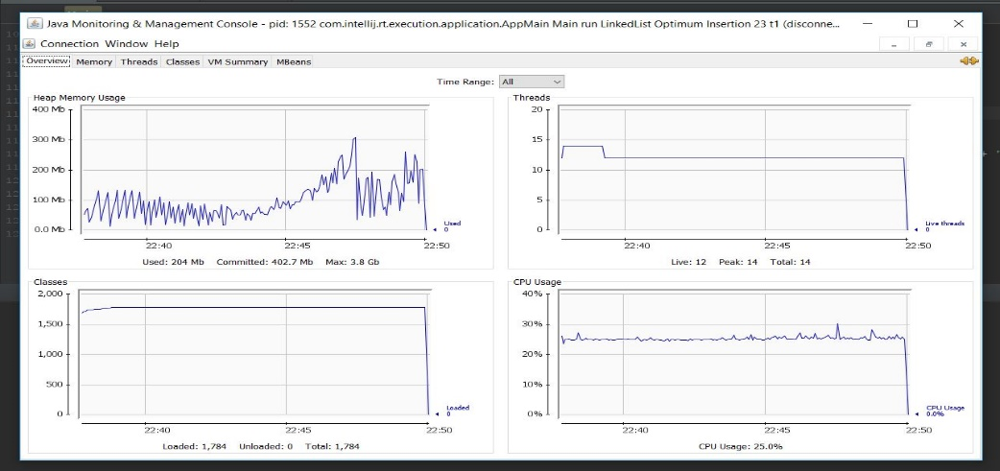 Java Monitoring & Management Console - pid: 1552 com.intellij.rt.execution.application.AppMain Main run LinkedList Optimum Insertion 23 t1 (disconne...
Connection Window Help
Overview Memory Threads Classes VM Summary MBeans
Time Range: All
Heap Memory Usage
400 Mb
300 Mb
200 Mb
100 Mb
0.0 Mb
Used
0
22:40 22:45 22:50
Used: 204 Mb Committed: 402.7 Mb Max: 3.8 Gb
Threads
20
15
10
5
0
Live threads
0
22:40 22:45 22:50
Live: 12 Peak: 14 Total: 14
Classes
2,000
1,500
1,000
500
0
Loaded
0
22:40 22:45 22:50
Loaded: 1,784 Unloaded: 0 Total: 1,784
CPU Usage
40%
30%
20%
10%
0%
CPU Usage
0.0%
22:40 22:45 22:50
CPU Usage: 25.0%